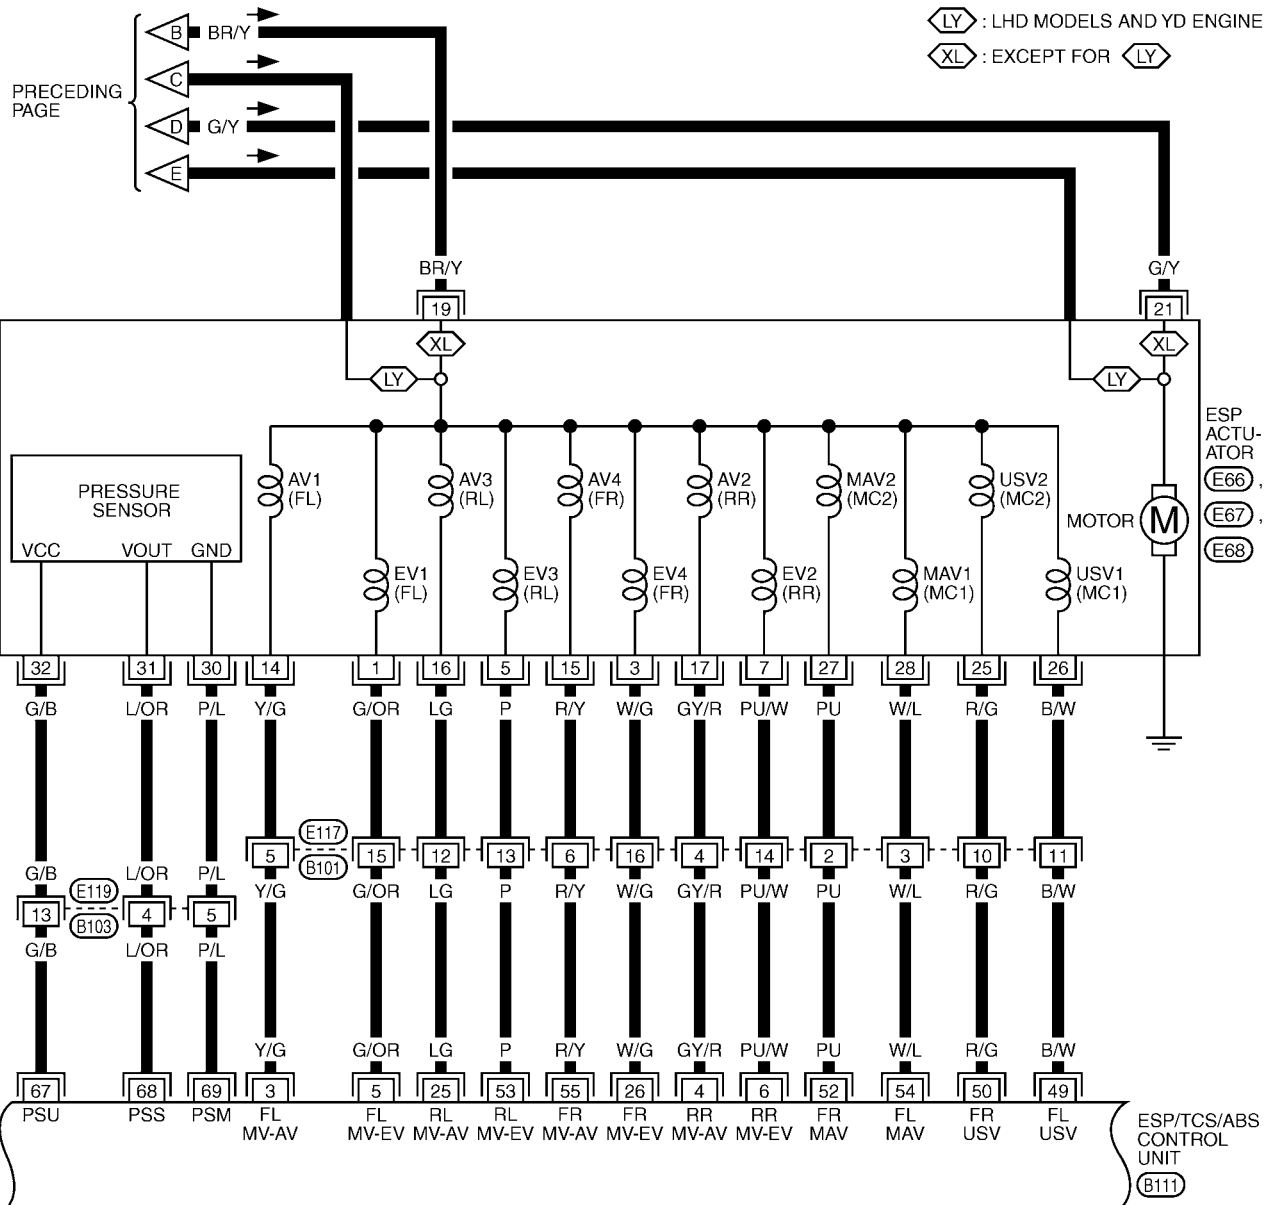 LY : LHD MODELS AND YD ENGINE
XL : EXCEPT FOR LY
PRECEDING
PAGE
B BR/Y
C
D G/Y
E
BR/Y G/Y
19 21
XL XL
LY LY
ESP
ACTU-
ATOR
E66 ,
E67 ,
E68
PRESSURE
SENSOR
VCC VOUT GND
AV1
(FL)
AV3
(RL)
AV4
(FR)
AV2
(RR)
MAV2
(MC2)
USV2
(MC2)
MOTOR M
EV1
(FL)
EV3
(RL)
EV4
(FR)
EV2
(RR)
MAV1
(MC1)
USV1
(MC1)
32 31 30 14 1 16 5 15 3 17 7 27 28 25 26
G/B L/OR P/L Y/G G/OR LG P R/Y W/G GY/R PU/W PU W/L R/G B/W
E117
5 15 12 13 6 16 4 14 2 3 10 11
B101
G/B L/OR P/L Y/G G/OR LG P R/Y W/G GY/R PU/W PU W/L R/G B/W
E119
13 4 5
B103
G/B L/OR P/L
Y/G G/OR LG P R/Y W/G GY/R PU/W PU W/L R/G B/W
67 68 69 3 5 25 53 55 26 4 6 52 54 50 49
PSU PSS PSM FL FL RL RL FR FR RR RR FR FL FR FL
MV-AV MV-EV MV-AV MV-EV MV-AV MV-EV MV-AV MV-EV MAV MAV USV USV
ESP/TCS/ABS
CONTROL
UNIT
B111